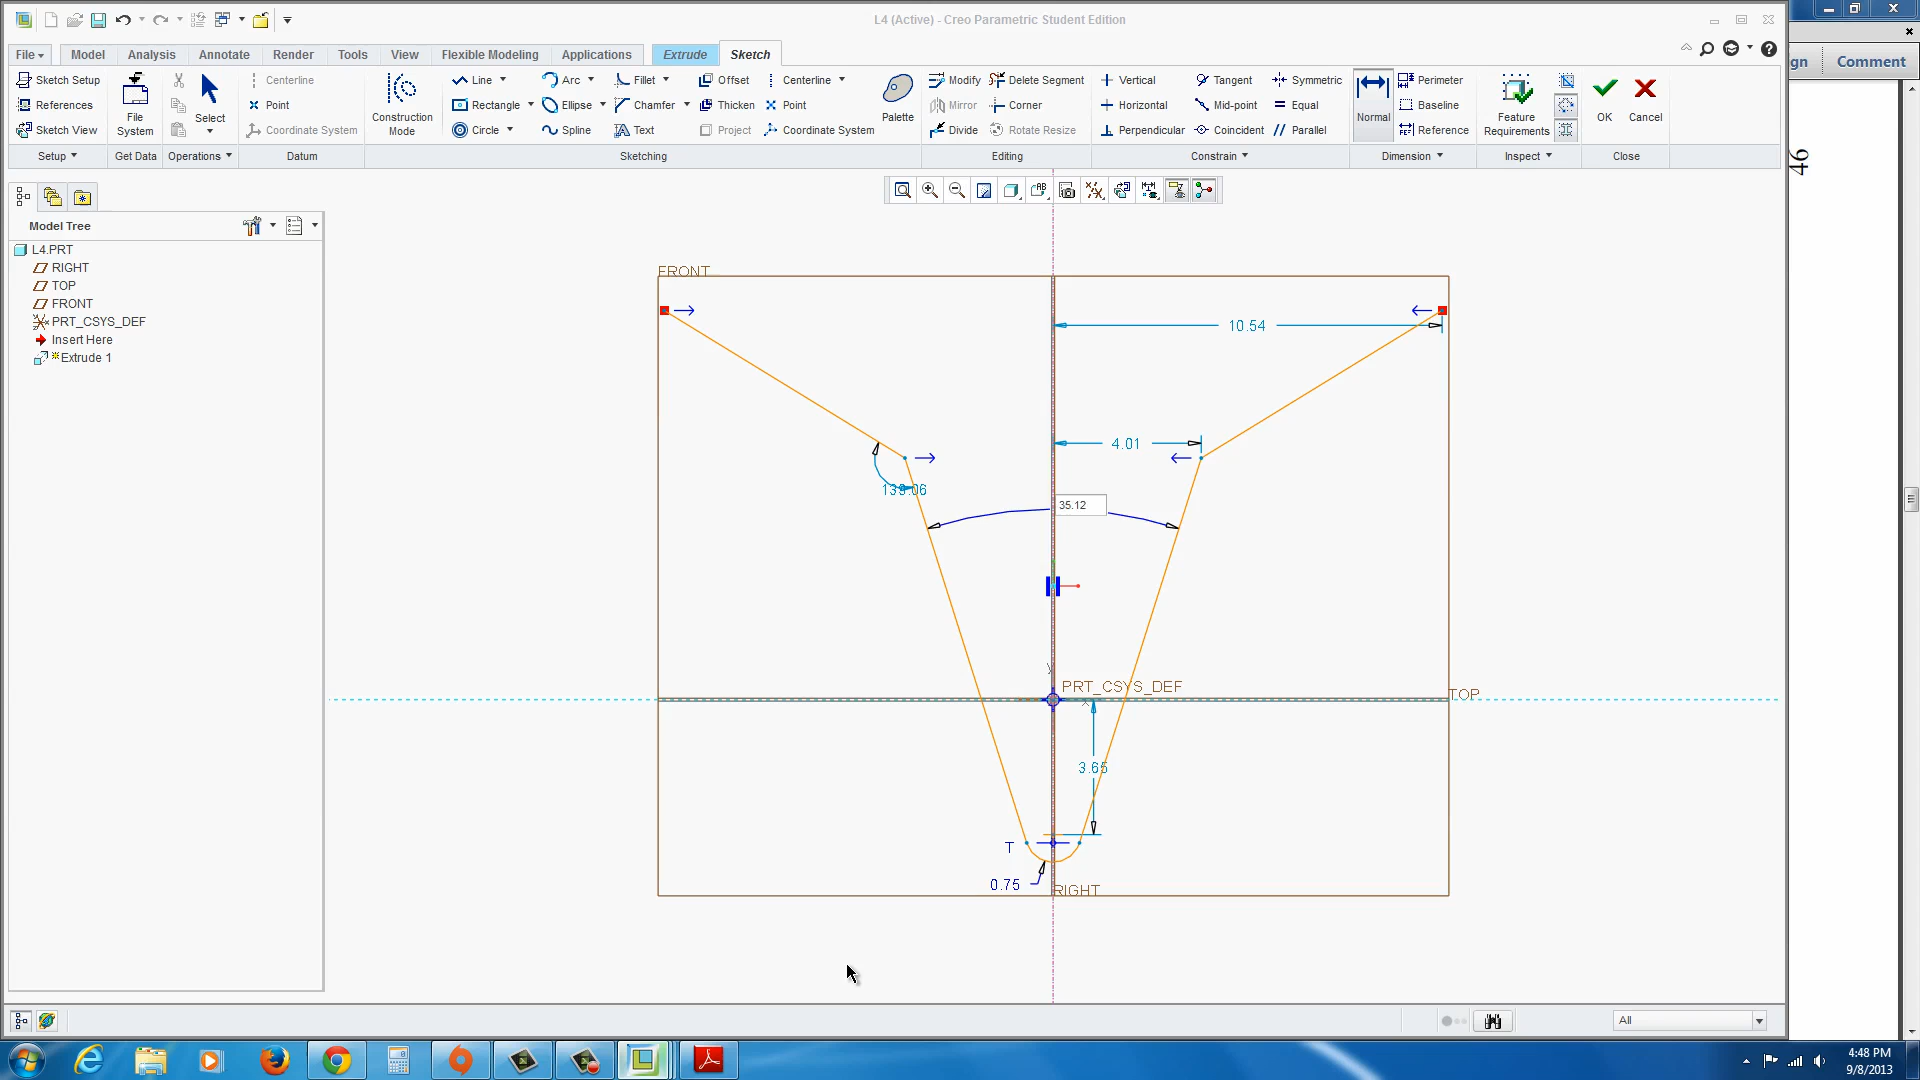 L4 (Active) - Creo Parametric Student Edition
File Model Analysis Annotate Render Tools View Flexible Modeling Applications Extrude Sketch
Sketch Setup
References
Sketch View
File System
Select
Centerline
Point
Coordinate System
Construction Mode
Line Arc Fillet Offset Centerline
Rectangle Ellipse Chamfer Thicken Point
Circle Spline Text Project Coordinate System
Palette
Modify Delete Segment
Mirror Corner
Divide Rotate Resize
Vertical Tangent Symmetric
Horizontal Mid-point Equal
Perpendicular Coincident Parallel
Normal
Perimeter
Baseline
Reference
Feature Requirements
OK
Cancel
Setup Get Data Operations Datum Sketching Editing Constrain Dimension Inspect Close
gn Comment
46
Model Tree
L4.PRT
RIGHT
TOP
FRONT
PRT_CSYS_DEF
Insert Here
Extrude 1
FRONT
10.54
4.01
139.06
35.12
y
PRT_CSYS_DEF
x
TOP
3.65
T
0.75
RIGHT
All
4:48 PM
9/8/2013